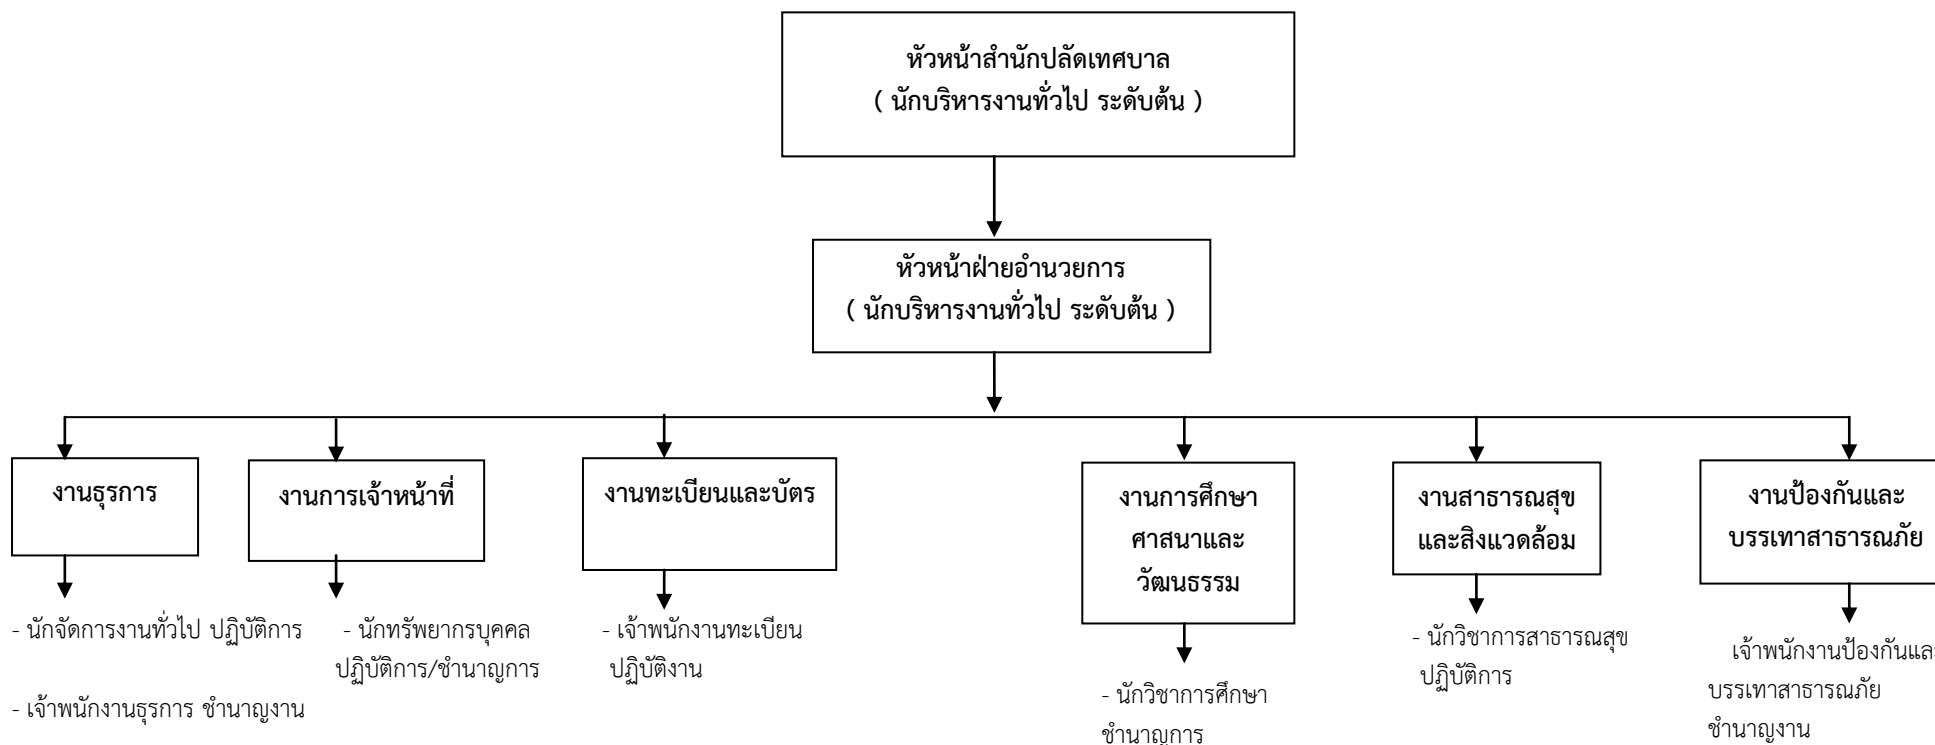 หัวหน้าสำนักปลัดเทศบาล
( นักบริหารงานทั่วไป ระดับต้น )
หัวหน้าฝ่ายอำนวยการ
( นักบริหารงานทั่วไป ระดับต้น )
งานธุรการ
- นักจัดการงานทั่วไป ปฏิบัติการ
- เจ้าพนักงานธุรการ ชำนาญงาน
งานการเจ้าหน้าที่
- นักทรัพยากรบุคคล
ปฏิบัติการ/ชำนาญการ
งานทะเบียนและบัตร
- เจ้าพนักงานทะเบียน
ปฏิบัติงาน
งานการศึกษา
ศาสนาและ
วัฒนธรรม
- นักวิชาการศึกษา
ชำนาญการ
งานสาธารณสุข
และสิงแวดล้อม
- นักวิชาการสาธารณสุข
ปฏิบัติการ
งานป้องกันและ
บรรเทาสาธารณภัย
เจ้าพนักงานป้องกันและ
บรรเทาสาธารณภัย
ชำนาญงาน